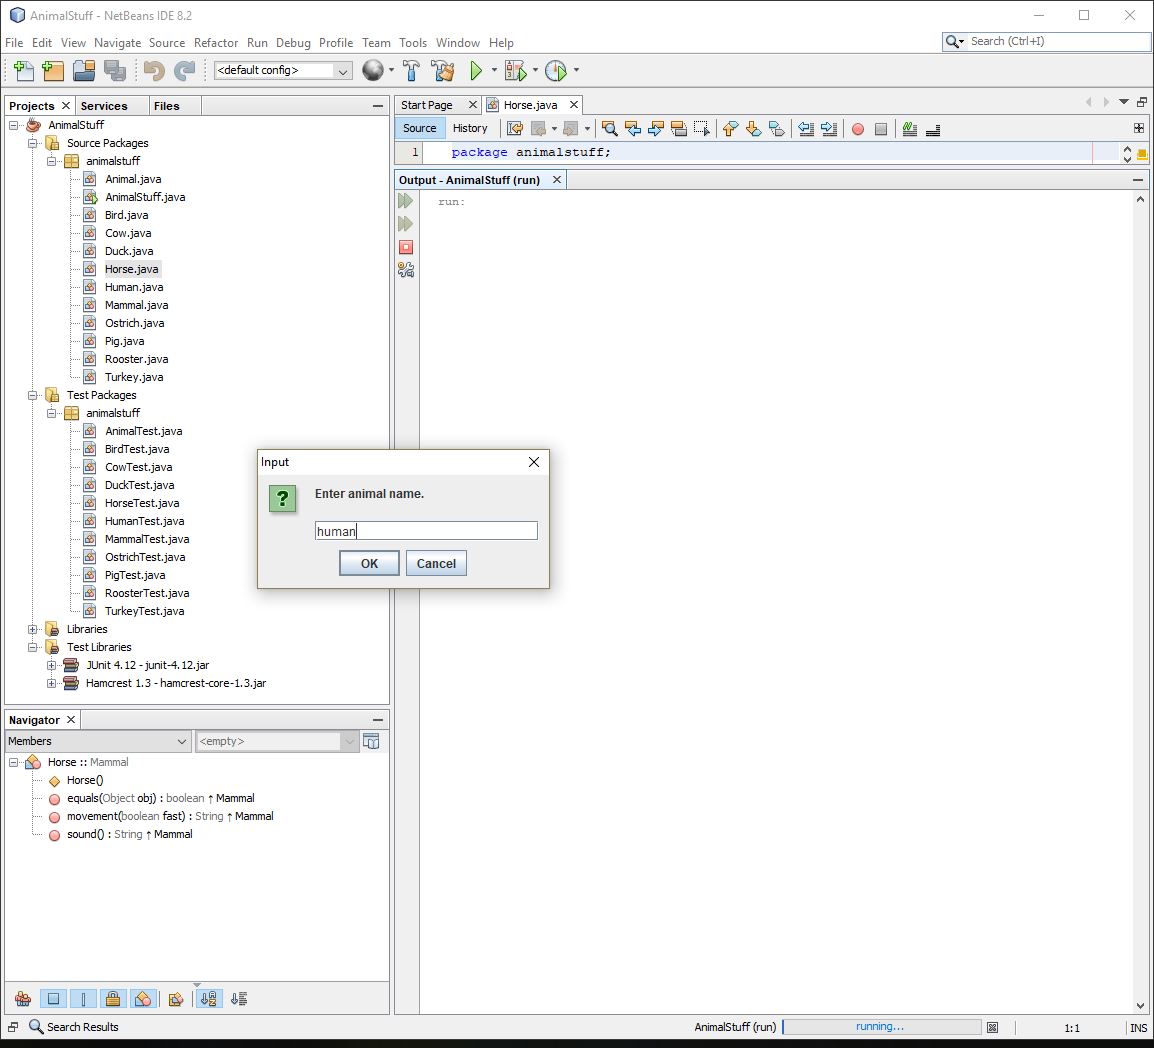 AnimalStuff - NetBeans IDE 8.2
File Edit View Navigate Source Refactor Run Debug Profile Team Tools Window Help
Search (Ctrl+I)
<default config>
Projects Services Files
AnimalStuff
Source Packages
animalstuff
Animal.java
AnimalStuff.java
Bird.java
Cow.java
Duck.java
Horse.java
Human.java
Mammal.java
Ostrich.java
Pig.java
Rooster.java
Turkey.java
Test Packages
animalstuff
AnimalTest.java
BirdTest.java
CowTest.java
DuckTest.java
HorseTest.java
HumanTest.java
MammalTest.java
OstrichTest.java
PigTest.java
RoosterTest.java
TurkeyTest.java
Libraries
Test Libraries
JUnit 4.12 - junit-4.12.jar
Hamcrest 1.3 - hamcrest-core-1.3.jar
Start Page Horse.java
Source History
1 package animalstuff;
Output - AnimalStuff (run)
run:
Input
?
Enter animal name.
human
OK Cancel
Navigator
Members <empty>
Horse :: Mammal
Horse()
equals(Object obj) : boolean ↑ Mammal
movement(boolean fast) : String ↑ Mammal
sound() : String ↑ Mammal
Search Results
AnimalStuff (run) running... 1:1 INS